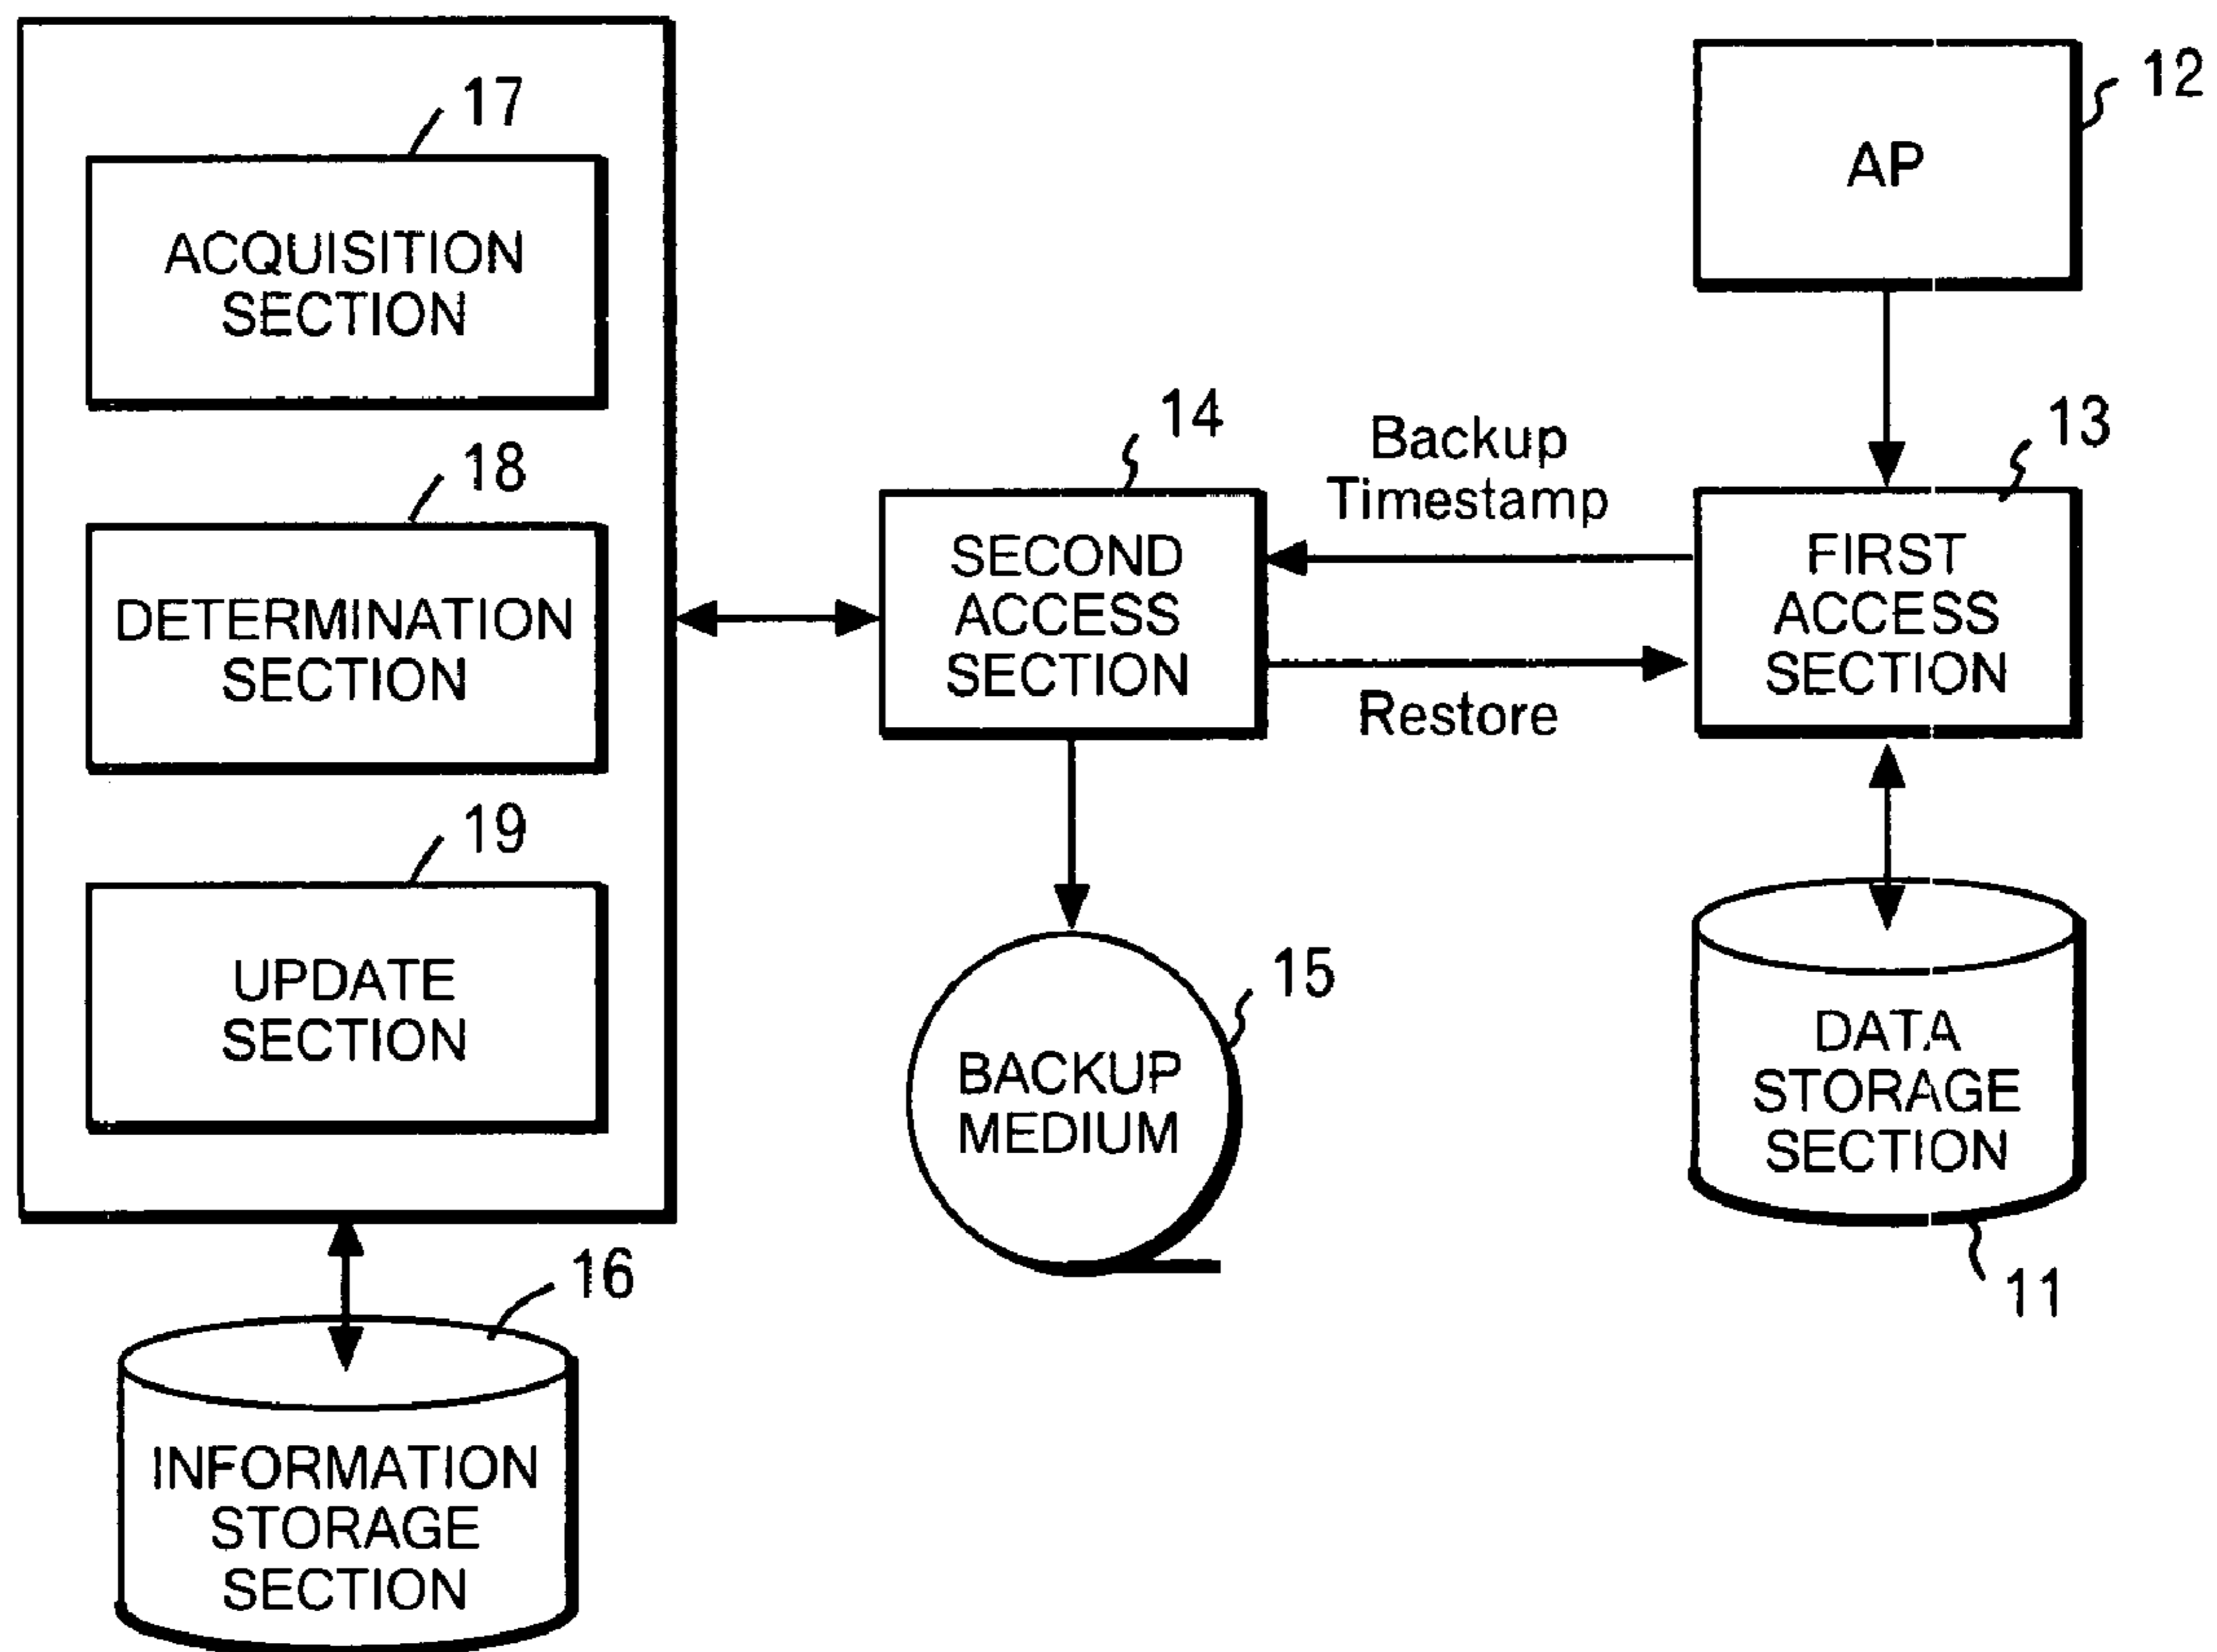 17
ACQUISITION
SECTION
18
DETERMINATION
SECTION
19
UPDATE
SECTION
16
INFORMATION
STORAGE
SECTION
14
SECOND
ACCESS
SECTION
Backup
Timestamp
Restore
15
BACKUP
MEDIUM
12
AP
13
FIRST
ACCESS
SECTION
DATA
STORAGE
SECTION
11